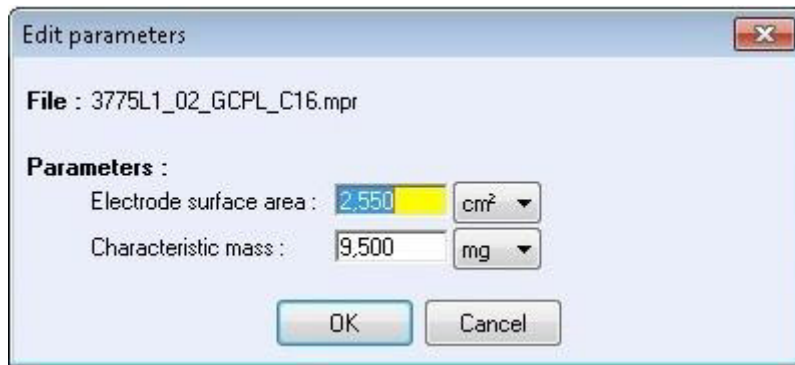 Edit parameters
File : 3775L1_02_GCPL_C16.mpr
Parameters :
Electrode surface area : 2,550 cm²
Characteristic mass : 9,500 mg
OK Cancel